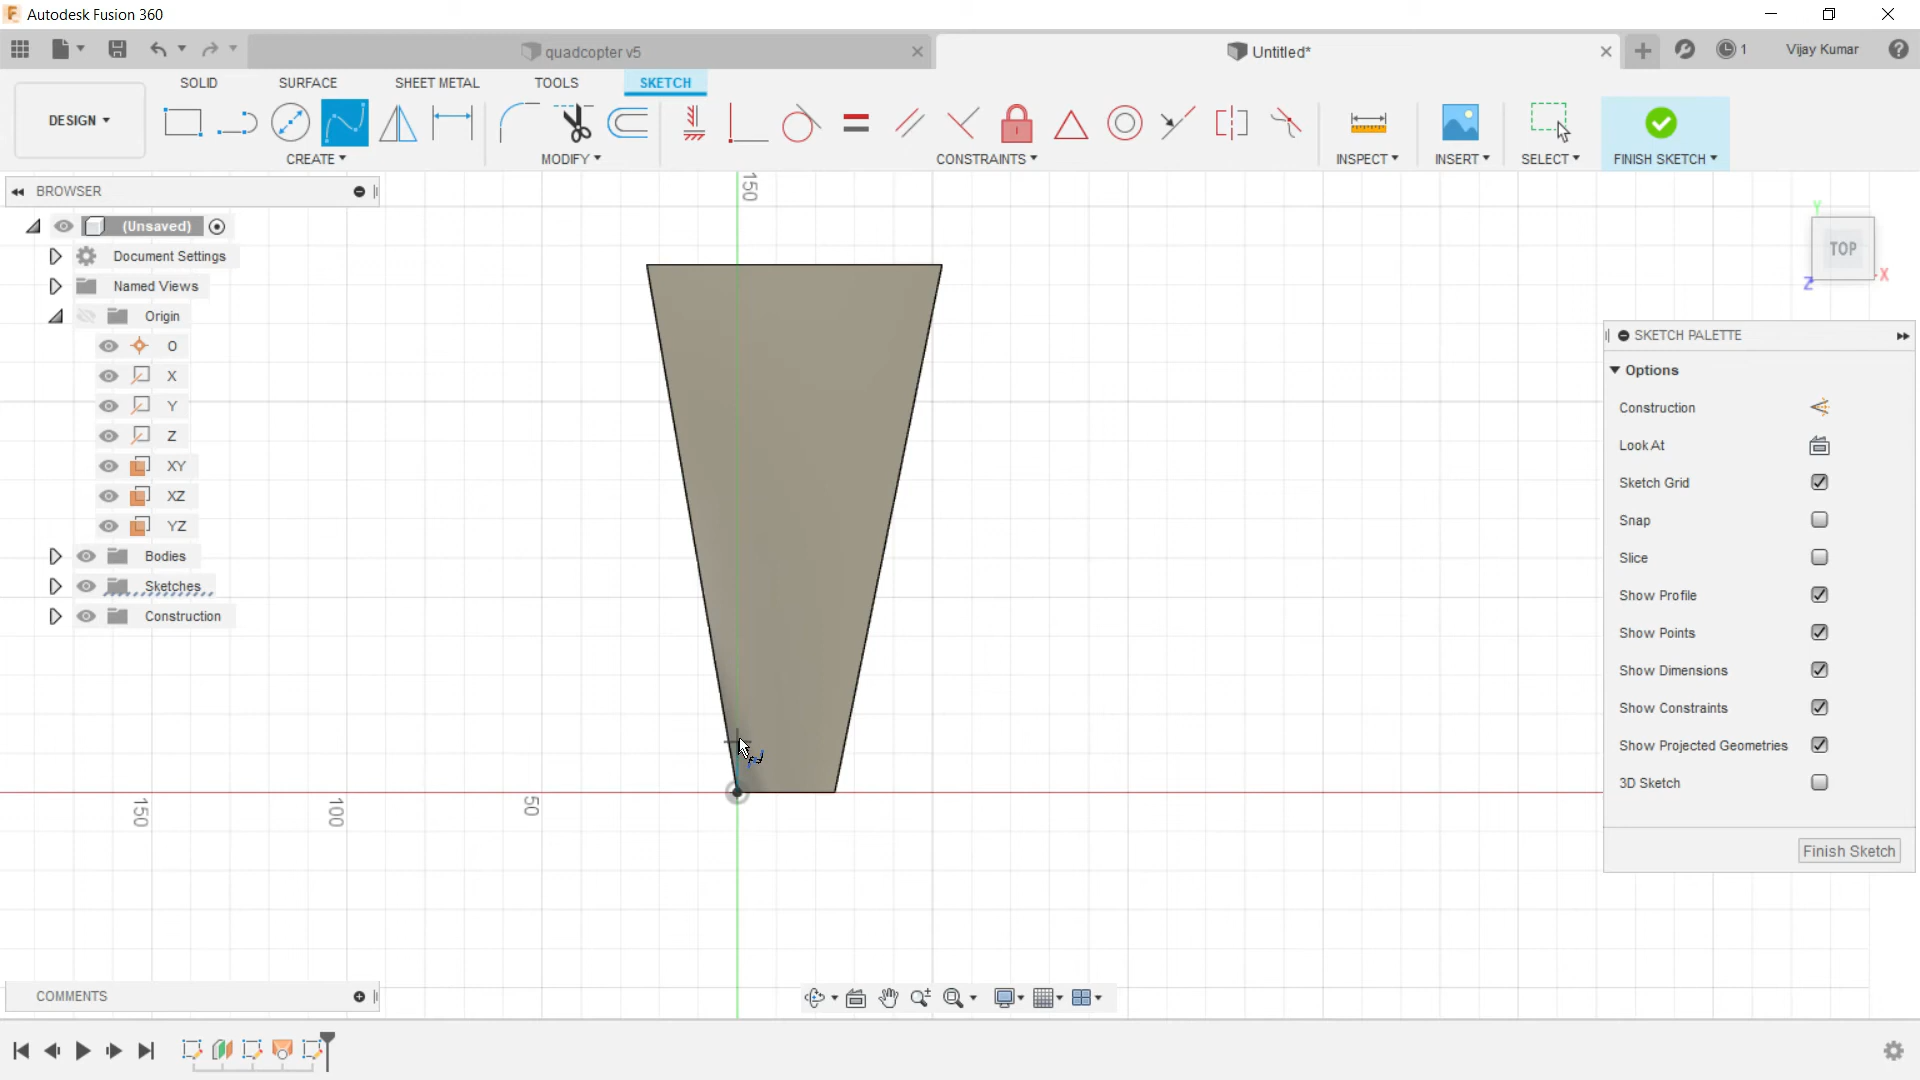 Autodesk Fusion 360
quadcopter v5
Untitled*
1
Vijay Kumar
SOLID
SURFACE
SHEET METAL
TOOLS
SKETCH
DESIGN
CREATE
MODIFY
CONSTRAINTS
INSPECT
INSERT
SELECT
FINISH SKETCH
BROWSER
(Unsaved)
Document Settings
Named Views
Origin
O
X
Y
Z
XY
XZ
YZ
Bodies
Sketches
Construction
150
150
100
50
Y
TOP
X
Z
SKETCH PALETTE
Options
Construction
Look At
Sketch Grid
Snap
Slice
Show Profile
Show Points
Show Dimensions
Show Constraints
Show Projected Geometries
3D Sketch
Finish Sketch
COMMENTS